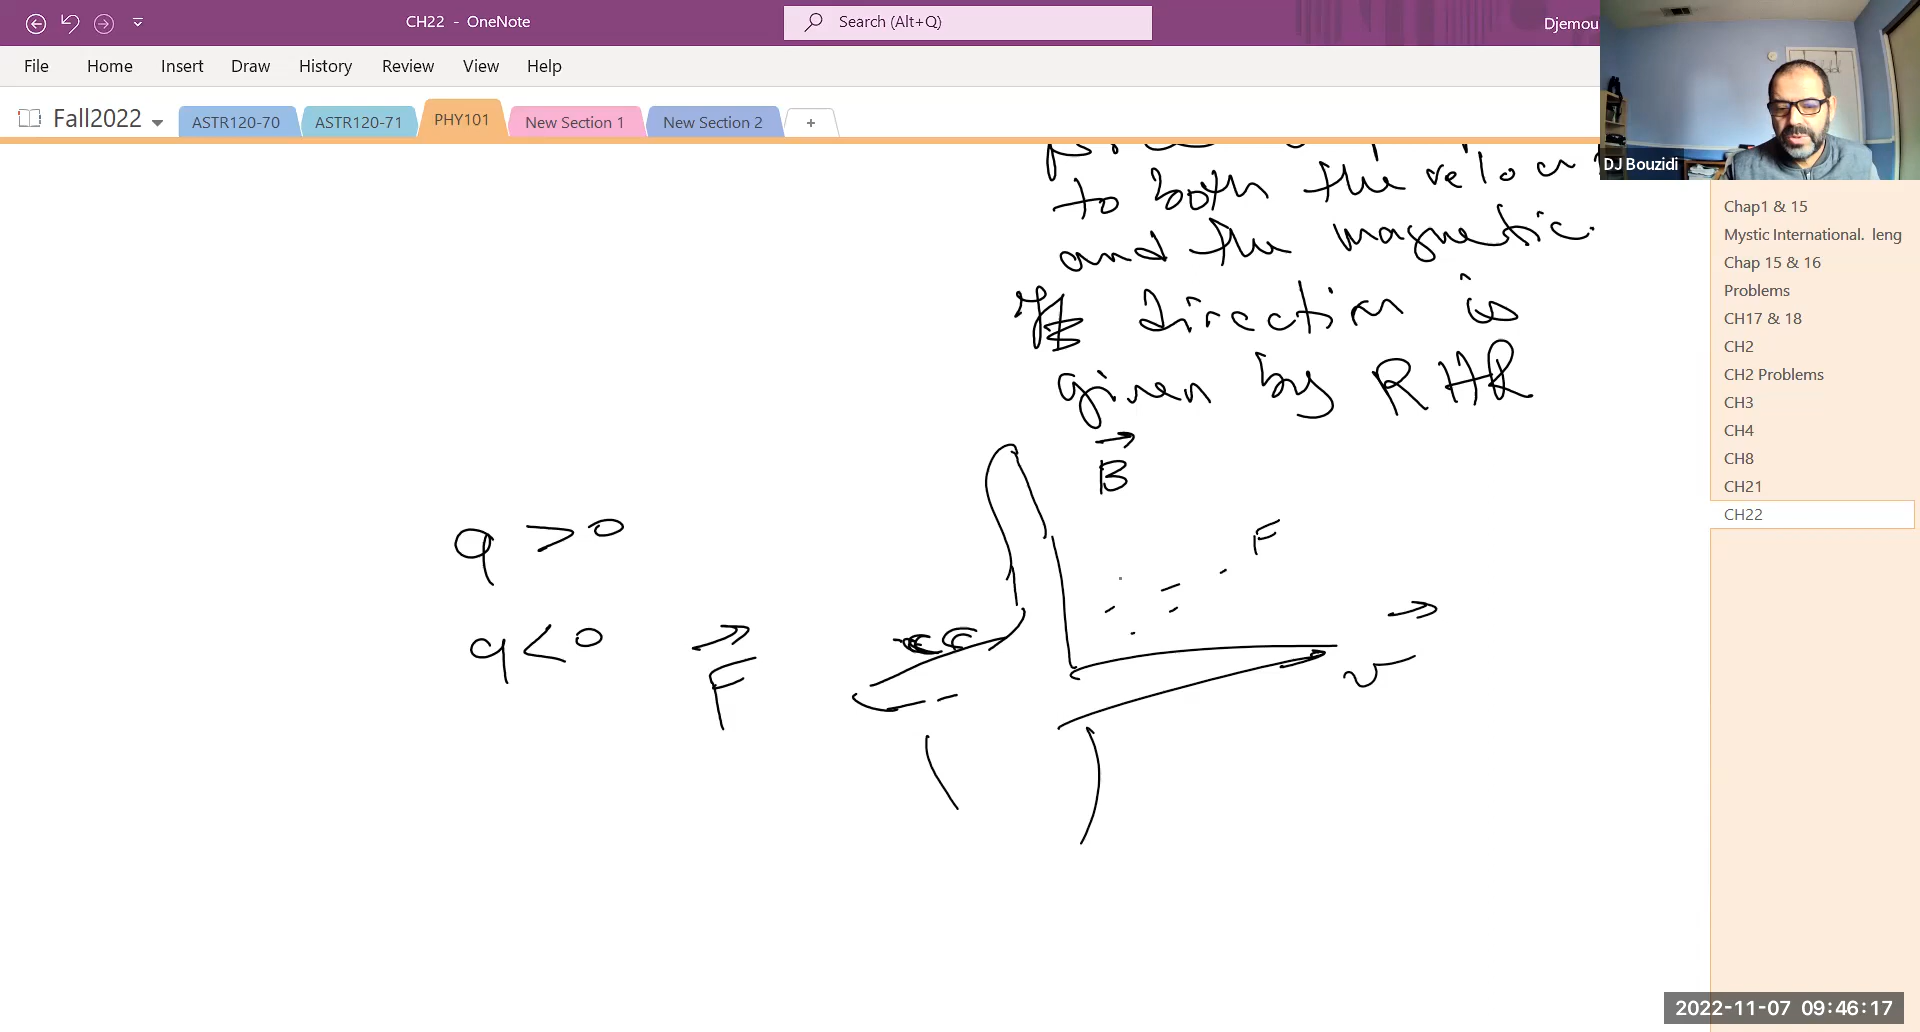 CH22 - OneNote
Search (Alt+Q)
Djemou
File Home Insert Draw History Review View Help
Fall2022
ASTR120-70
ASTR120-71
PHY101
New Section 1
New Section 2
+
DJ Bouzidi
Chap1 & 15
Mystic International. leng
Chap 15 & 16
Problems
CH17 & 18
CH2
CH2 Problems
CH3
CH4
CH8
CH21
CH22
to both the
and the magnetic
direction is
given by RHR
B
q > 0
F
q < 0
F
v
2022-11-07 09:46:17